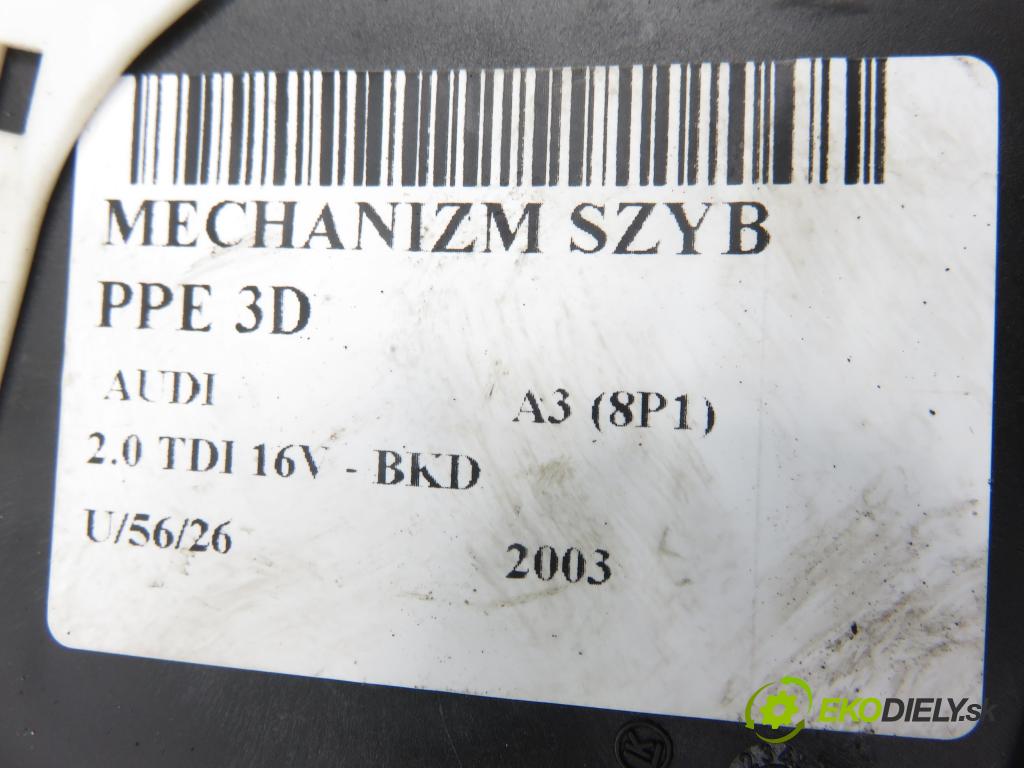 MECHANIZM SZYB
PPE 3D
AUDI A3 (8P1)
2.0 TDI 16V - BKD
U/56/26 2003
EKODIELY.sk